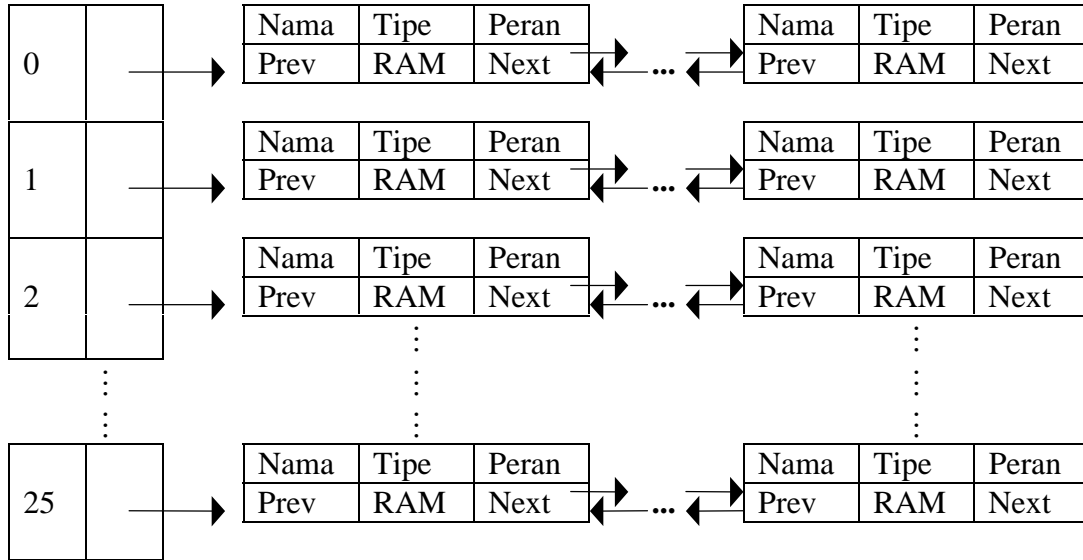 Nama Tipe Peran Nama Tipe Peran
0 Prev RAM Next ... Prev RAM Next
Nama Tipe Peran Nama Tipe Peran
1 Prev RAM Next ... Prev RAM Next
Nama Tipe Peran Nama Tipe Peran
2 Prev RAM Next ... Prev RAM Next
Nama Tipe Peran Nama Tipe Peran
25 Prev RAM Next ... Prev RAM Next